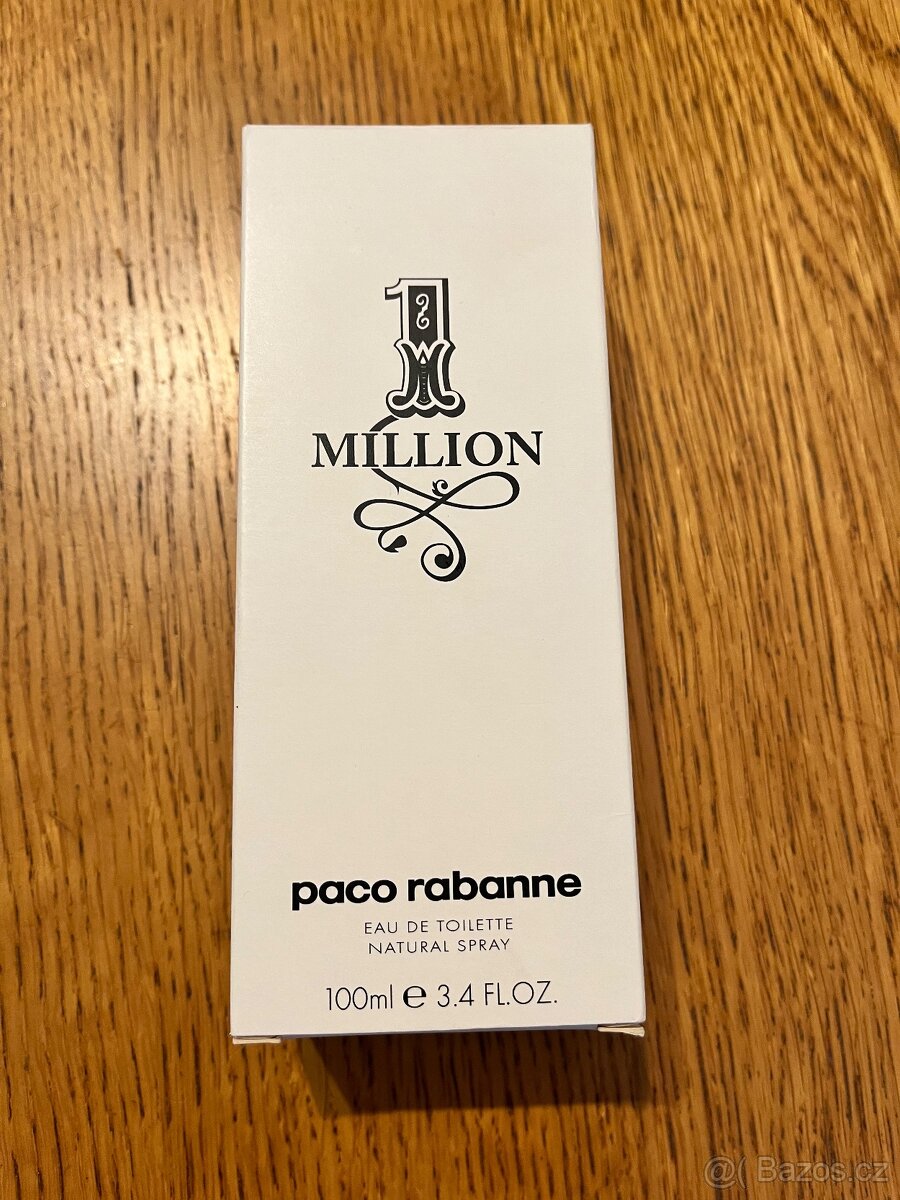 1
MILLION
paco rabanne
EAU DE TOILETTE
NATURAL SPRAY
100ml e 3.4 FL.OZ.
@( Bazos.cz